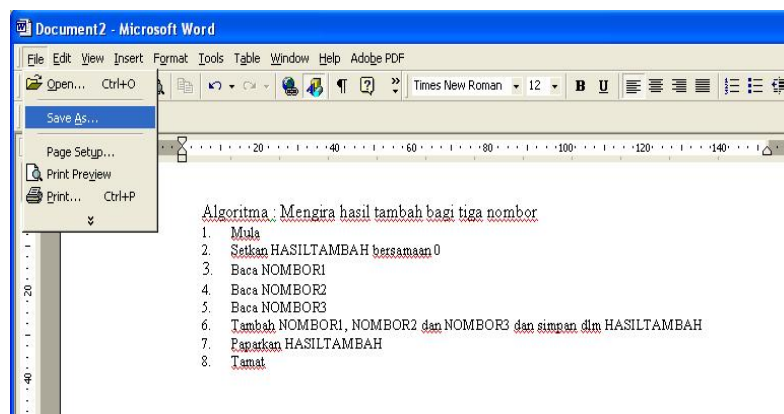 Document2 - Microsoft Word
File Edit View Insert Format Tools Table Window Help Adobe PDF
Open... Ctrl+O
Times New Roman 12 B U
Save As...
Page Setup...
Print Preview
Print... Ctrl+P
20 40 60 80 100 120 140
20
40
Algoritma : Mengira hasil tambah bagi tiga nombor
1. Mula
2. Setkan HASILTAMBAH bersamaan 0
3. Baca NOMBOR1
4. Baca NOMBOR2
5. Baca NOMBOR3
6. Tambah NOMBOR1, NOMBOR2 dan NOMBOR3 dan simpan dlm HASILTAMBAH
7. Paparkan HASILTAMBAH
8. Tamat